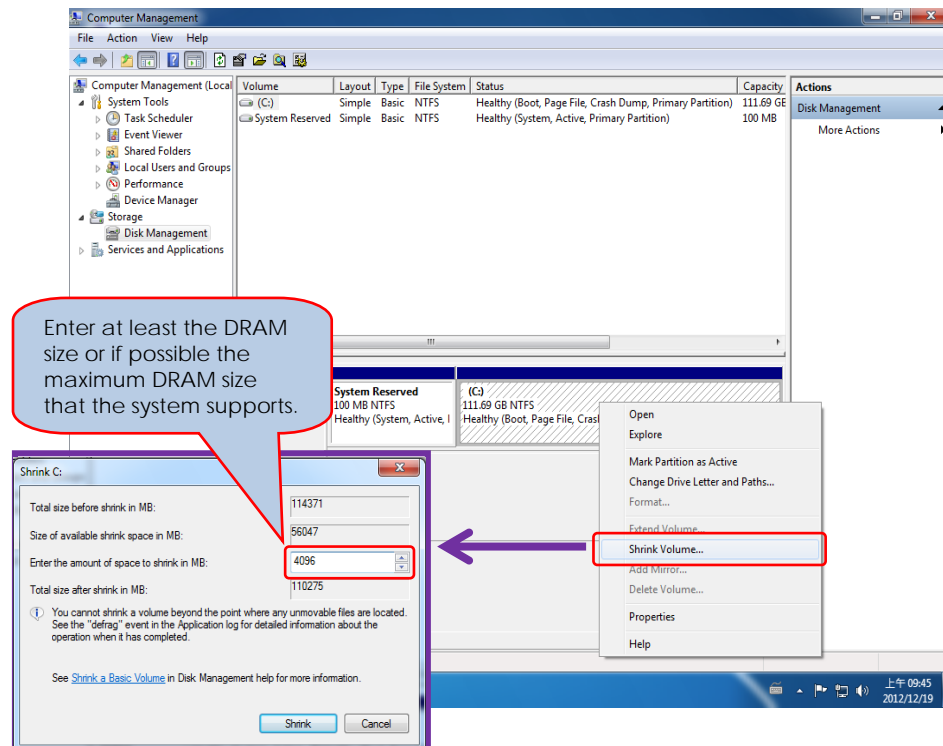 Computer Management
File Action View Help
Computer Management (Local
System Tools
Task Scheduler
Event Viewer
Shared Folders
Local Users and Groups
Performance
Device Manager
Storage
Disk Management
Services and Applications
Volume Layout Type File System Status Capacity
(C:) Simple Basic NTFS Healthy (Boot, Page File, Crash Dump, Primary Partition) 111.69 GB
System Reserved Simple Basic NTFS Healthy (System, Active, Primary Partition) 100 MB
Actions
Disk Management
More Actions
Enter at least the DRAM
size or if possible the
maximum DRAM size
that the system supports.
System Reserved
100 MB NTFS
Healthy (System, Active, 
(C:)
111.69 GB NTFS
Healthy (Boot, Page File, Cras
Open
Explore
Mark Partition as Active
Change Drive Letter and Paths...
Format...
Extend Volume...
Shrink Volume...
Add Mirror...
Delete Volume...
Properties
Help
Shrink C:
Total size before shrink in MB: 114371
Size of available shrink space in MB: 56047
Enter the amount of space to shrink in MB: 4096
Total size after shrink in MB: 110275
You cannot shrink a volume beyond the point where any unmovable files are located.
See the "defrag" event in the Application log for detailed information about the
operation when it has completed.
See Shrink a Basic Volume in Disk Management help for more information.
Shrink Cancel
上午 09:45
2012/12/19